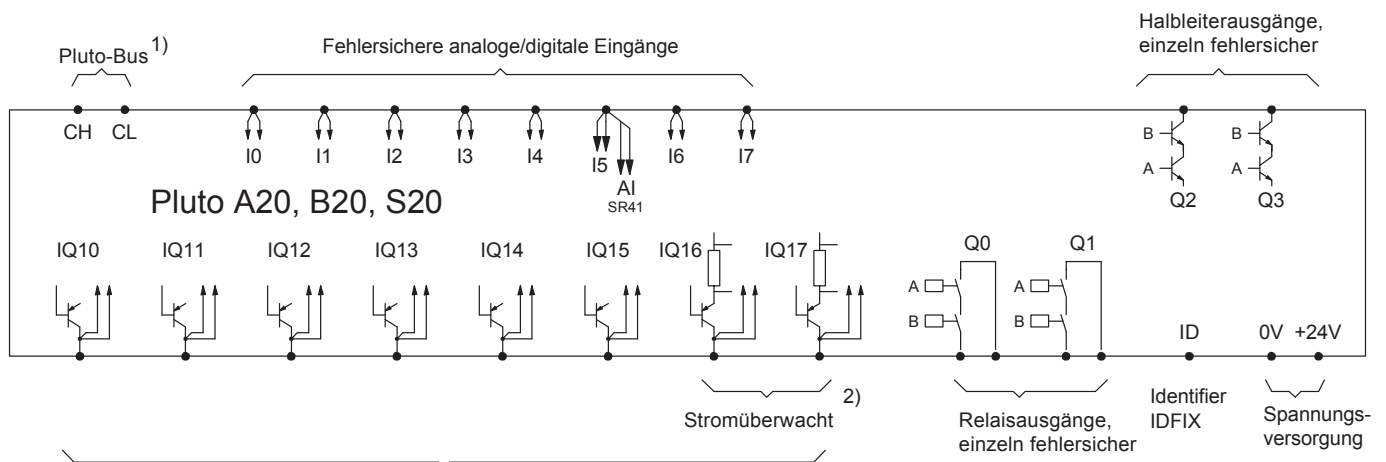 Halbleiterausgänge,
einzeln fehlersicher
Pluto-Bus 1)
Fehlersichere analoge/digitale Eingänge
CH CL
I0 I1 I2 I3 I4 I5 I6 I7
AI
SR41
B B
A A
Q2 Q3
Pluto A20, B20, S20
IQ10 IQ11 IQ12 IQ13 IQ14 IQ15 IQ16 IQ17
Q0 Q1
A A
B B
ID 0V +24V
Stromüberwacht 2)
Relaisausgänge,
einzeln fehlersicher
Identifier
IDFIX
Spannungs-
versorgung